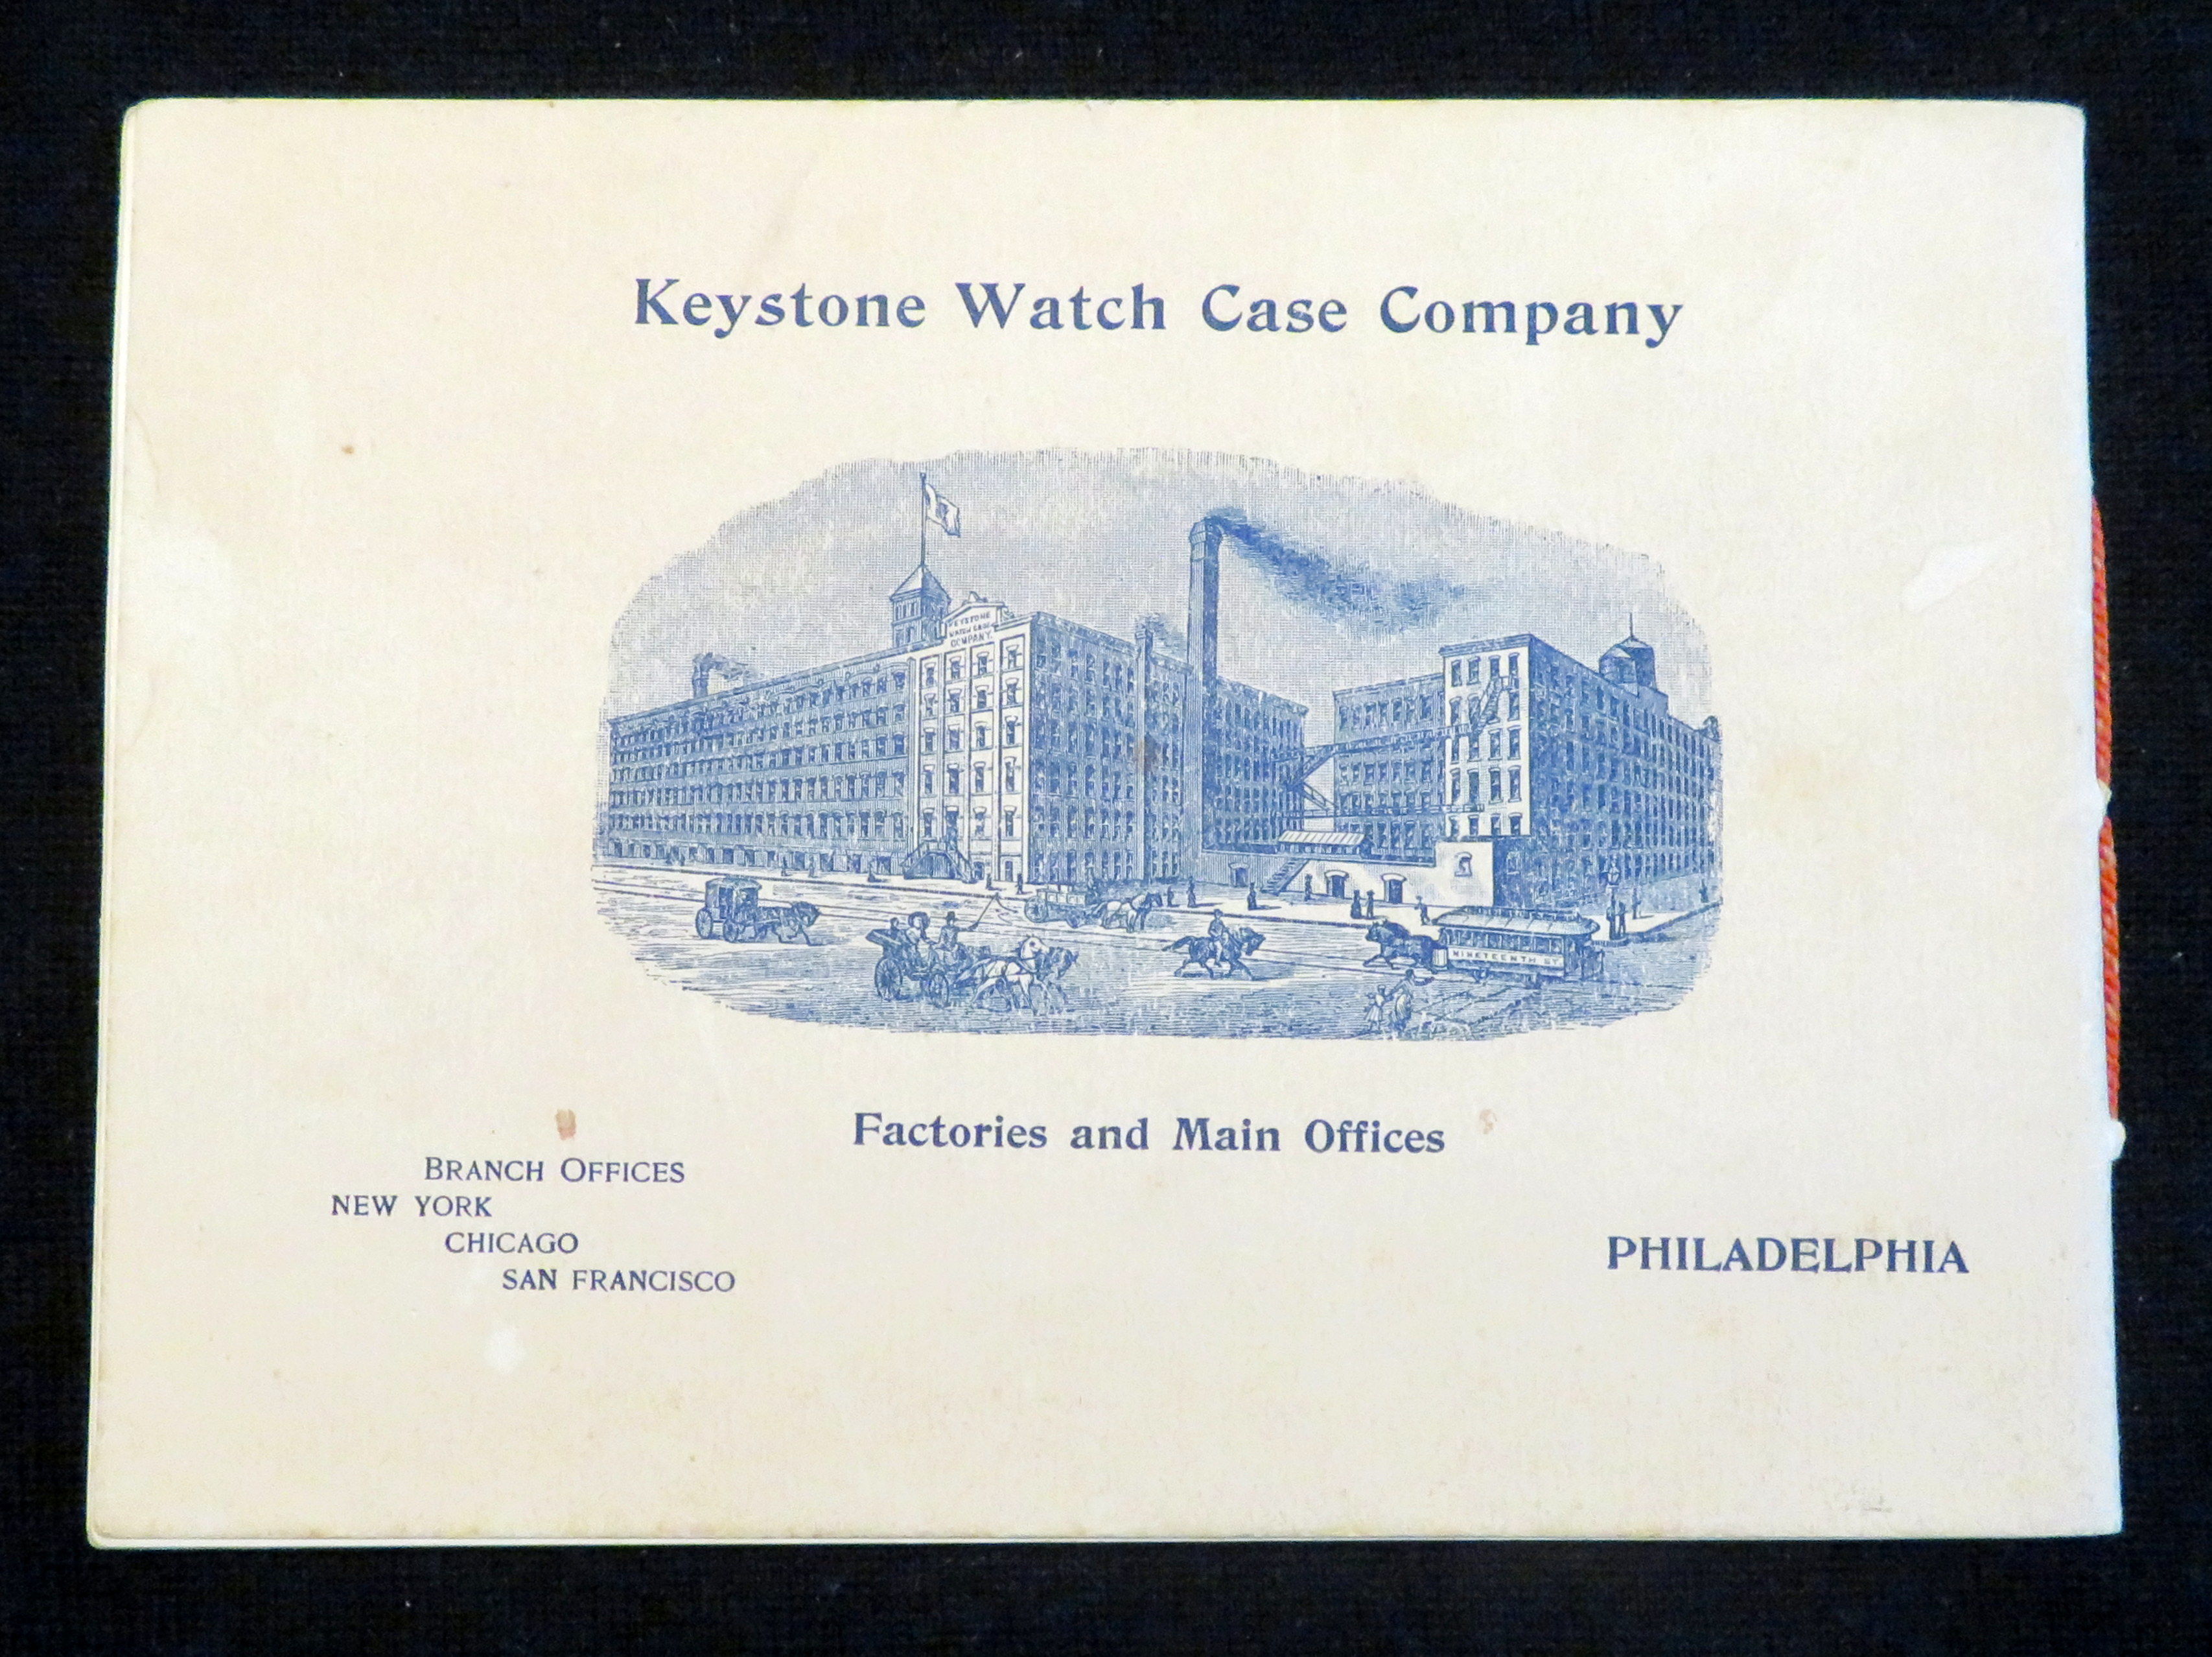 Keystone Watch Case Company
KEYSTONE
WATCH CASE
COMPANY.
NINETEENTH ST.
Factories and Main Offices
BRANCH OFFICES
NEW YORK
CHICAGO
SAN FRANCISCO
PHILADELPHIA